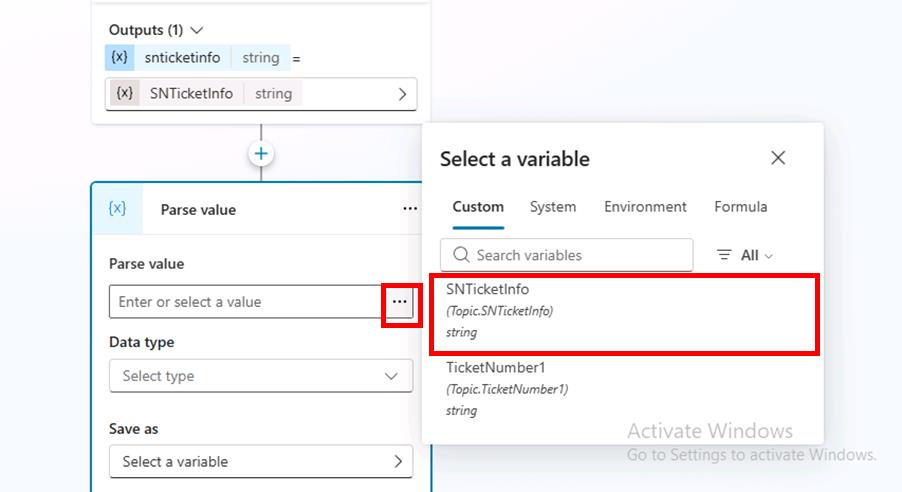 Outputs (1)
{x} snticketinfo string =
{x} SNTicketInfo string
{x} Parse value ...
Parse value
Enter or select a value ...
Data type
Select type
Save as
Select a variable
Select a variable
Custom System Environment Formula
Search variables All
SNTicketInfo
(Topic.SNTicketInfo)
string
TicketNumber1
(Topic.TicketNumber1)
string
Activate Windows
Go to Settings to activate Windows.